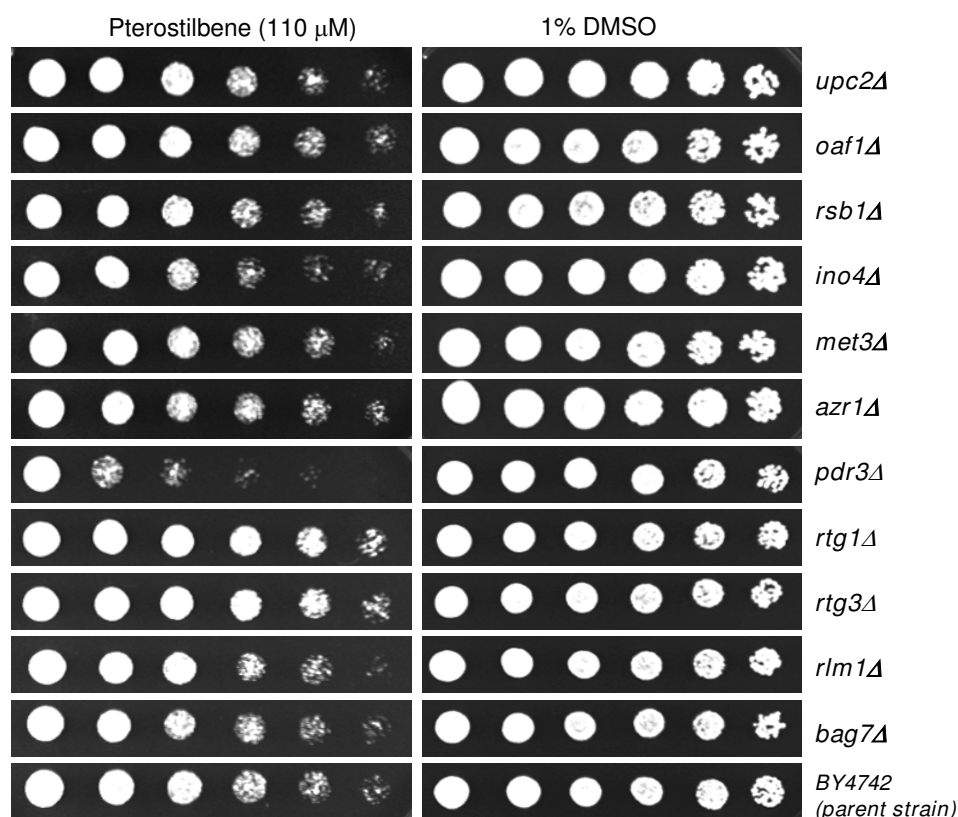 Pterostilbene (110 μM)
1% DMSO
upc2Δ
oaf1Δ
rsb1Δ
ino4Δ
met3Δ
azr1Δ
pdr3Δ
rtg1Δ
rtg3Δ
rlm1Δ
bag7Δ
BY4742
(parent strain)